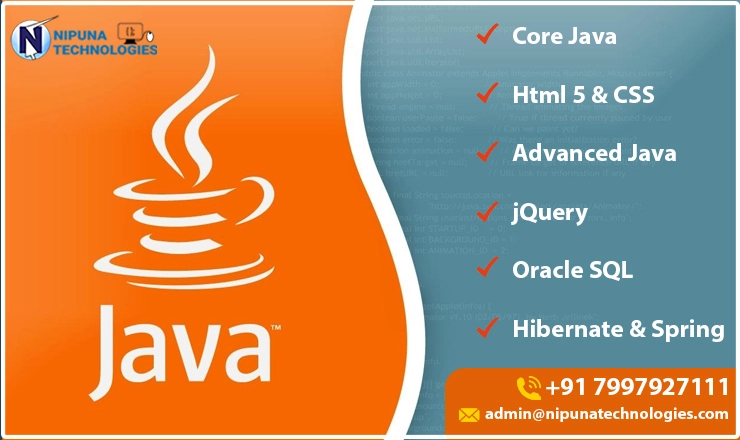 NIPUNA
TECHNOLOGIES
Java™
Core Java
Html 5 & CSS
Advanced Java
jQuery
Oracle SQL
Hibernate & Spring
+91 7997927111
admin@nipunatechnologies.com